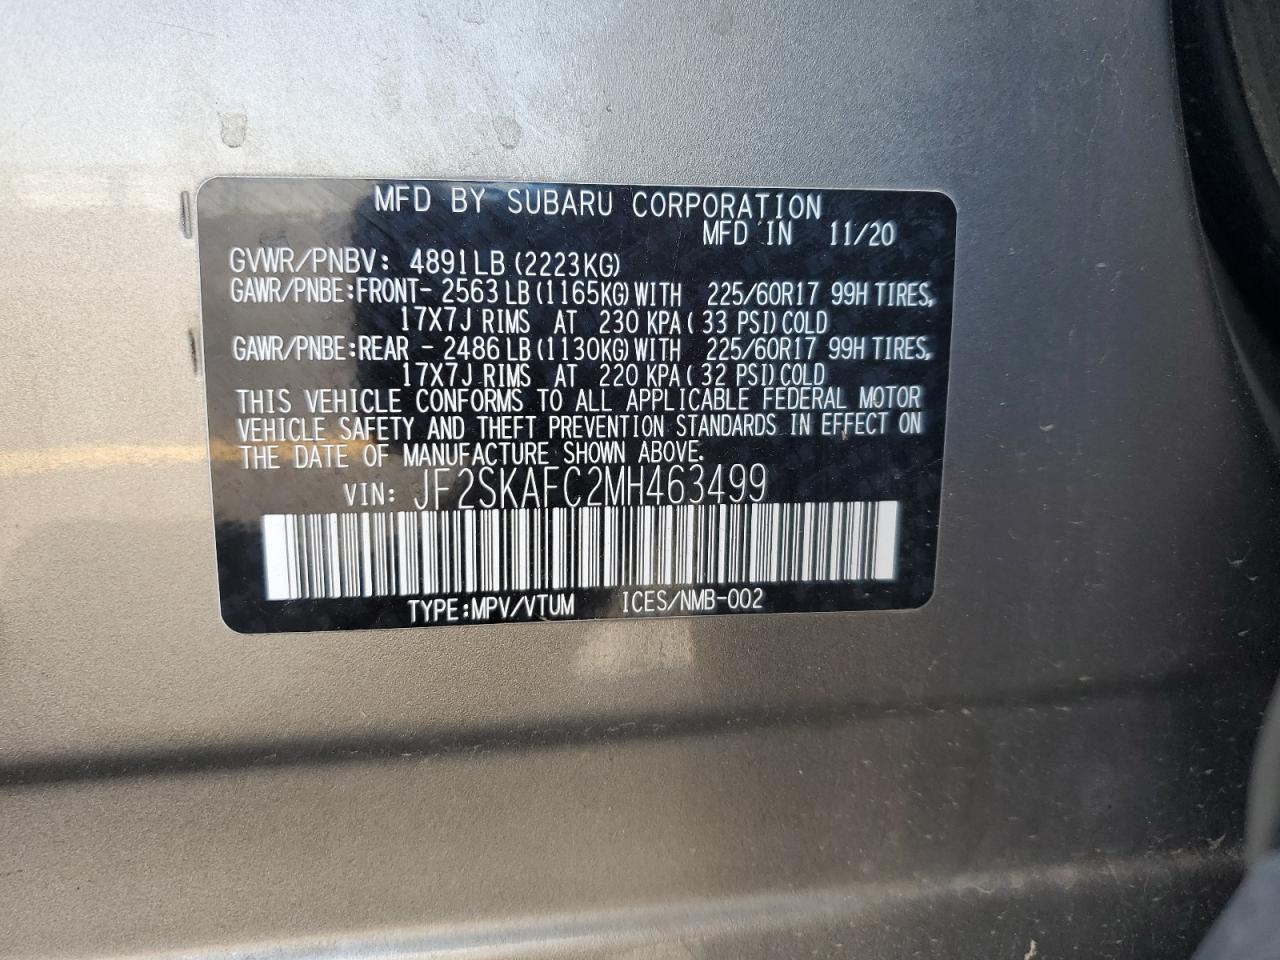 MFD BY SUBARU CORPORATION
MFD IN 11/20
GVWR/PNBV: 4891LB (2223KG)
GAWR/PNBE:FRONT- 2563 LB (1165KG) WITH 225/60R17 99H TIRES,
17X7J RIMS AT 230 KPA ( 33 PSI) COLD
GAWR/PNBE:REAR - 2486 LB (1130KG) WITH 225/60R17 99H TIRES,
17X7J RIMS AT 220 KPA ( 32 PSI) COLD
THIS VEHICLE CONFORMS TO ALL APPLICABLE FEDERAL MOTOR
VEHICLE SAFETY AND THEFT PREVENTION STANDARDS IN EFFECT ON
THE DATE OF MANUFACTURE SHOWN ABOVE.
VIN: JF2SKAFC2MH463499
TYPE:MPV/VTUM ICES/NMB-002